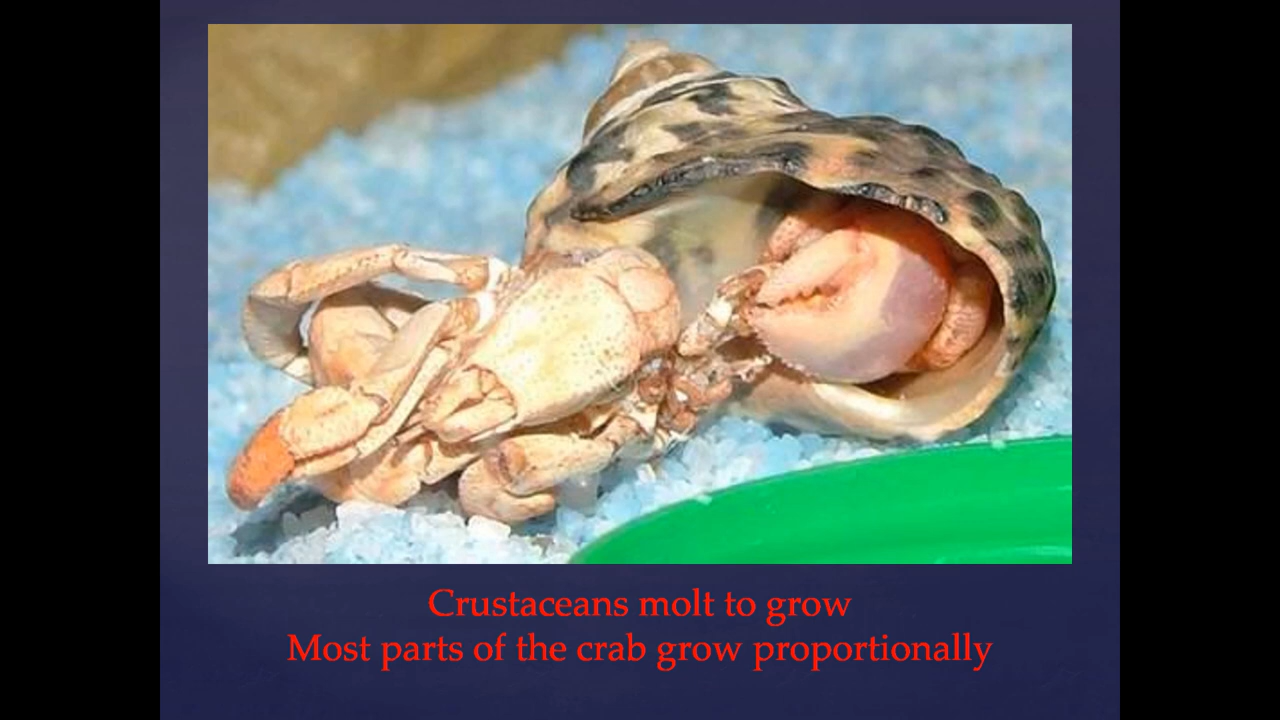 Crustaceans molt to grow
Most parts of the crab grow proportionally